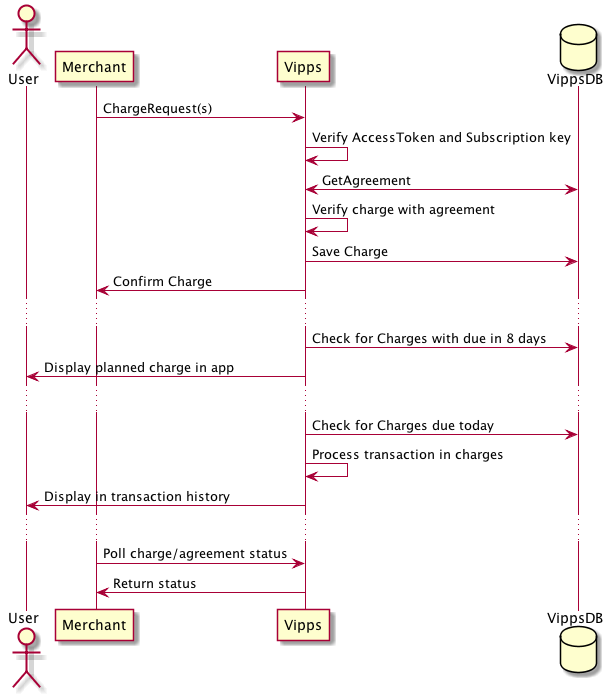 User
Merchant
Vipps
VippsDB
ChargeRequest(s)
Verify AccessToken and Subscription key
GetAgreement
Verify charge with agreement
Save Charge
Confirm Charge
Check for Charges with due in 8 days
Display planned charge in app
Check for Charges due today
Process transaction in charges
Display in transaction history
Poll charge/agreement status
Return status
User
Merchant
Vipps
VippsDB